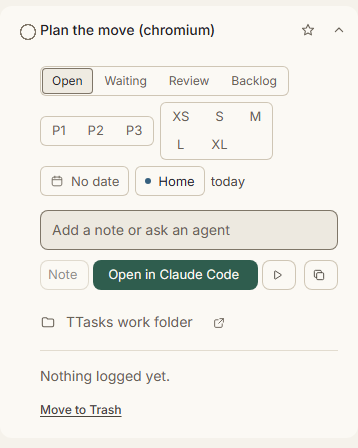 Plan the move (chromium)
Open Waiting Review Backlog
P1 P2 P3 XS S M
L XL
No date Home today
Add a note or ask an agent
Note Open in Claude Code
TTasks work folder
Nothing logged yet.
Move to Trash